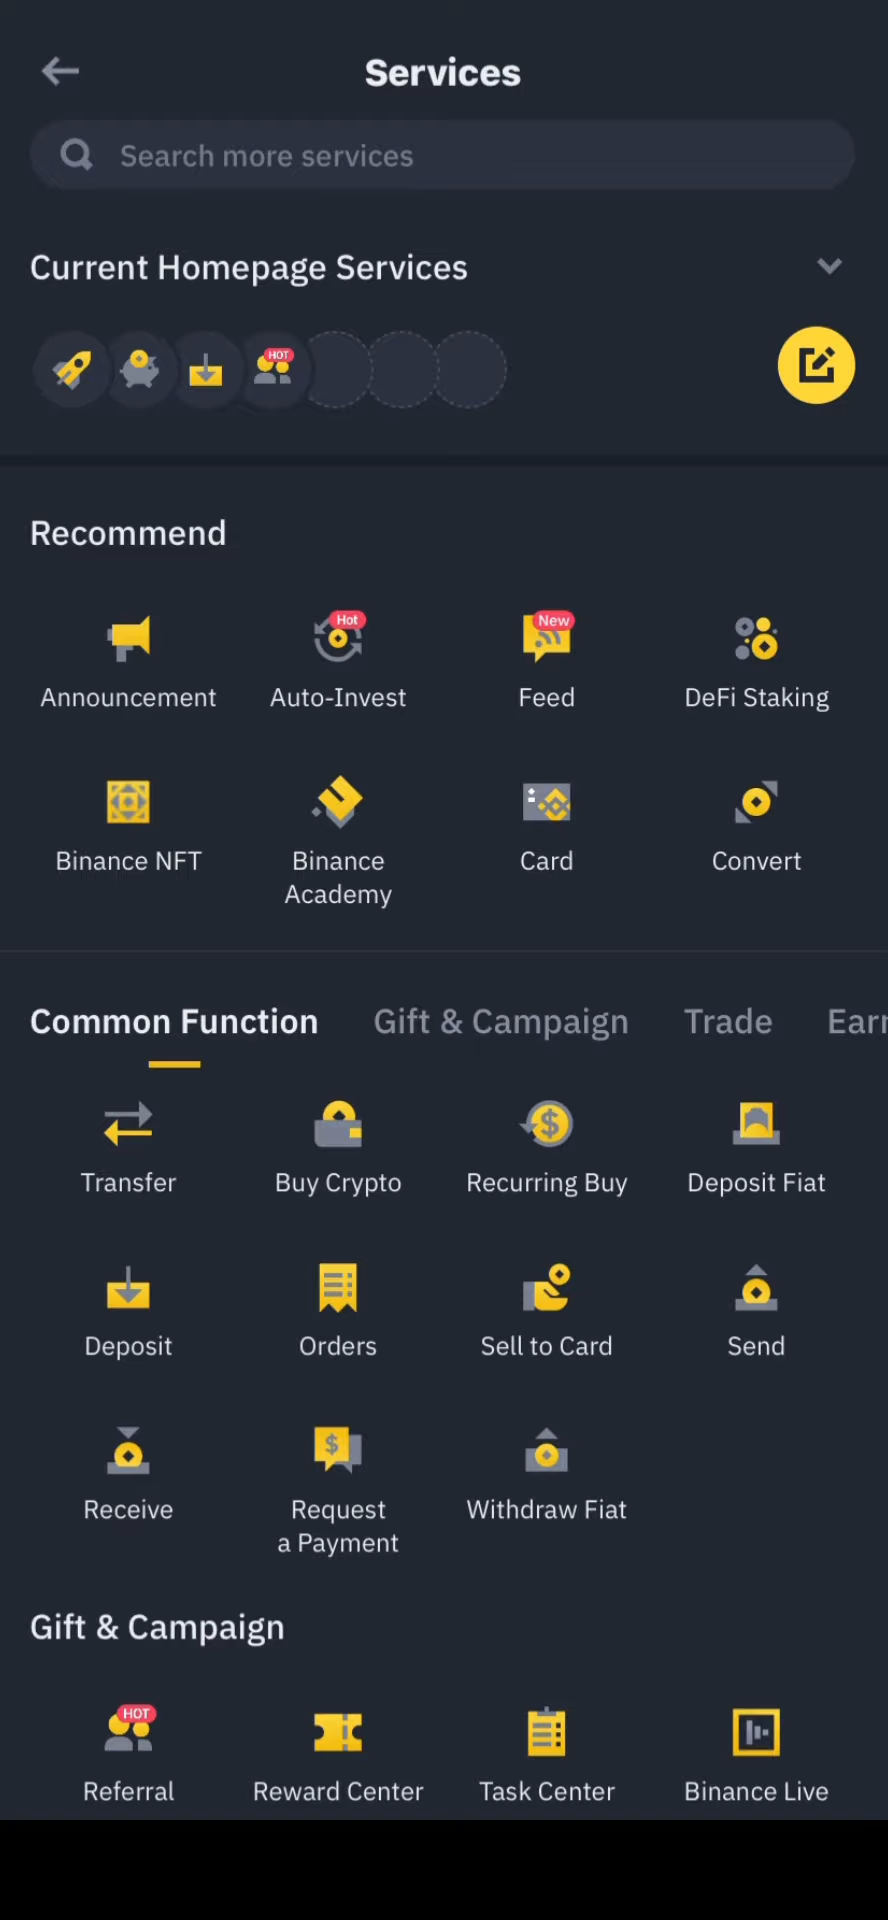 Services
Search more services
Current Homepage Services
HOT
Recommend
Hot
New
Announcement Auto-Invest Feed DeFi Staking
Binance NFT Binance Card Convert
Academy
Common Function Gift & Campaign Trade Earn
Transfer Buy Crypto Recurring Buy Deposit Fiat
Deposit Orders Sell to Card Send
$
Receive Request Withdraw Fiat
a Payment
Gift & Campaign
HOT
Referral Reward Center Task Center Binance Live